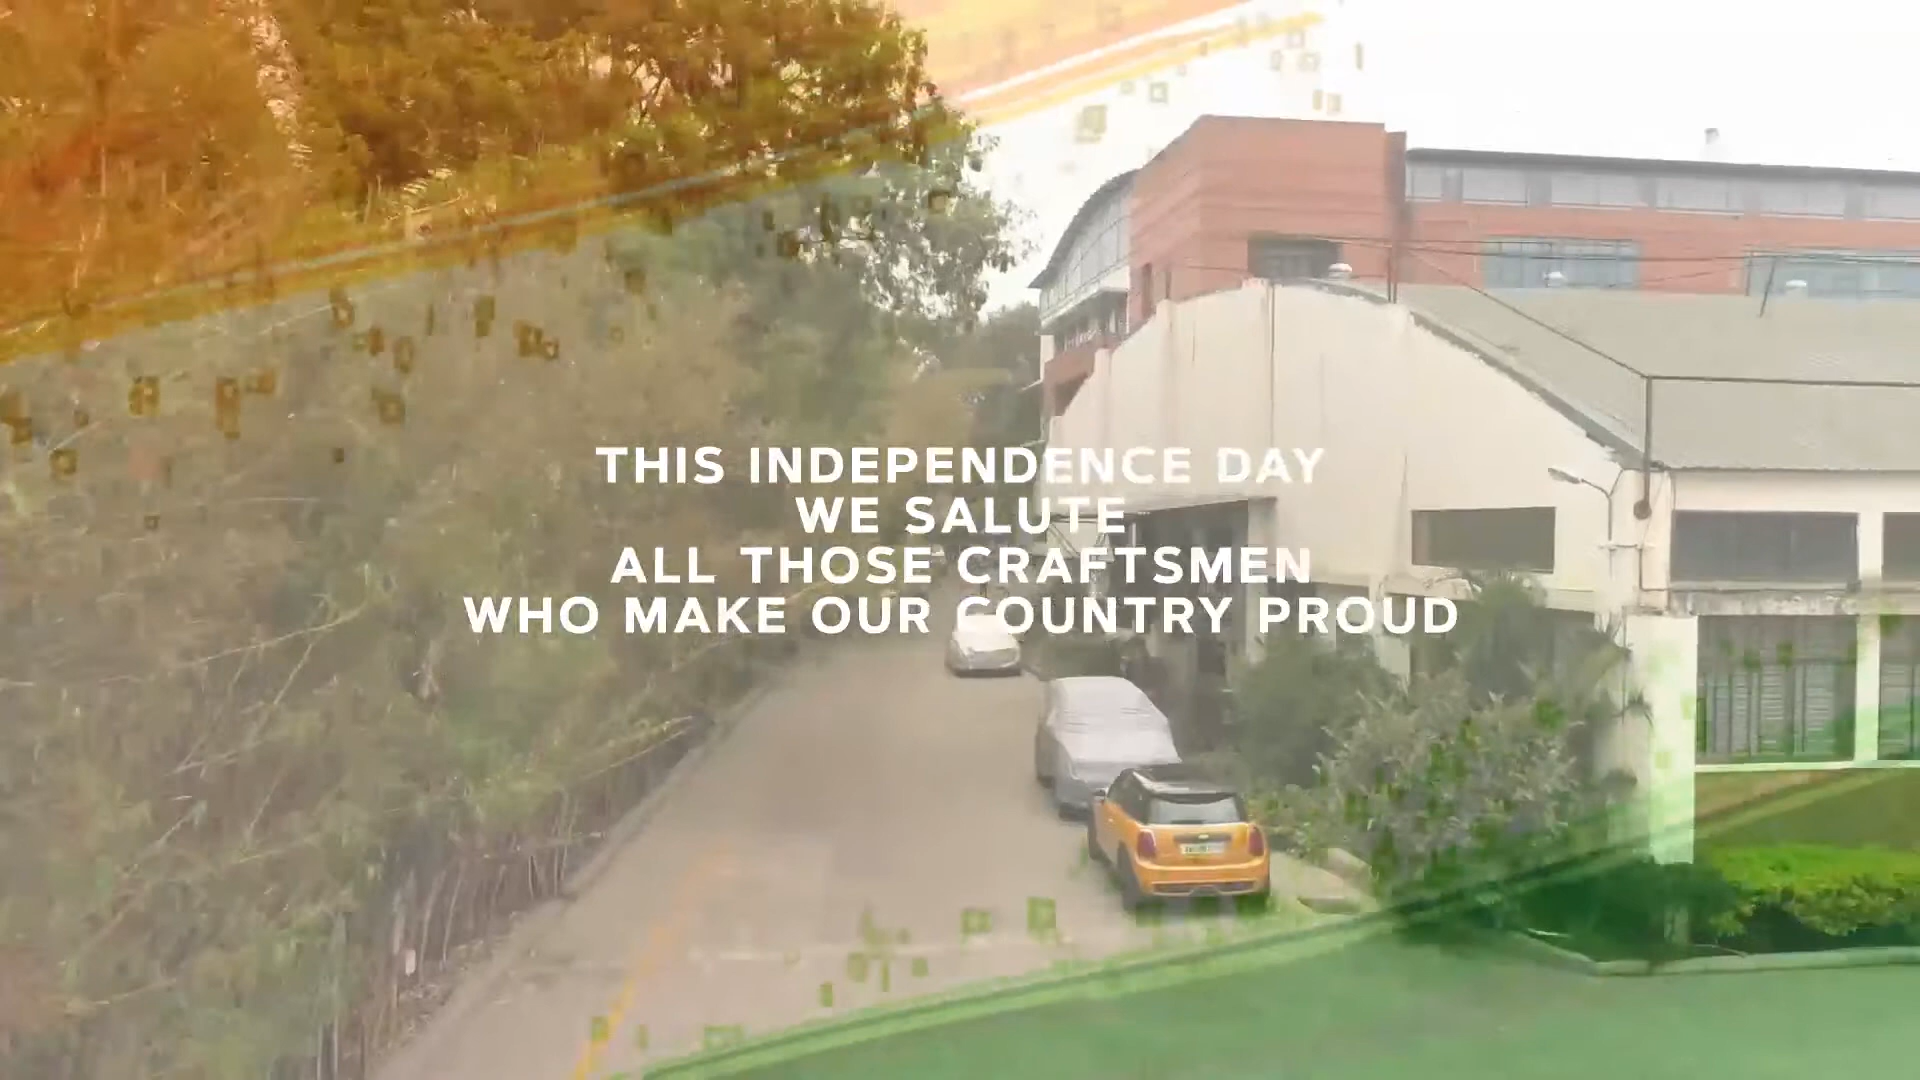 THIS INDEPENDENCE DAY
WE SALUTE
ALL THOSE CRAFTSMEN
WHO MAKE OUR COUNTRY PROUD